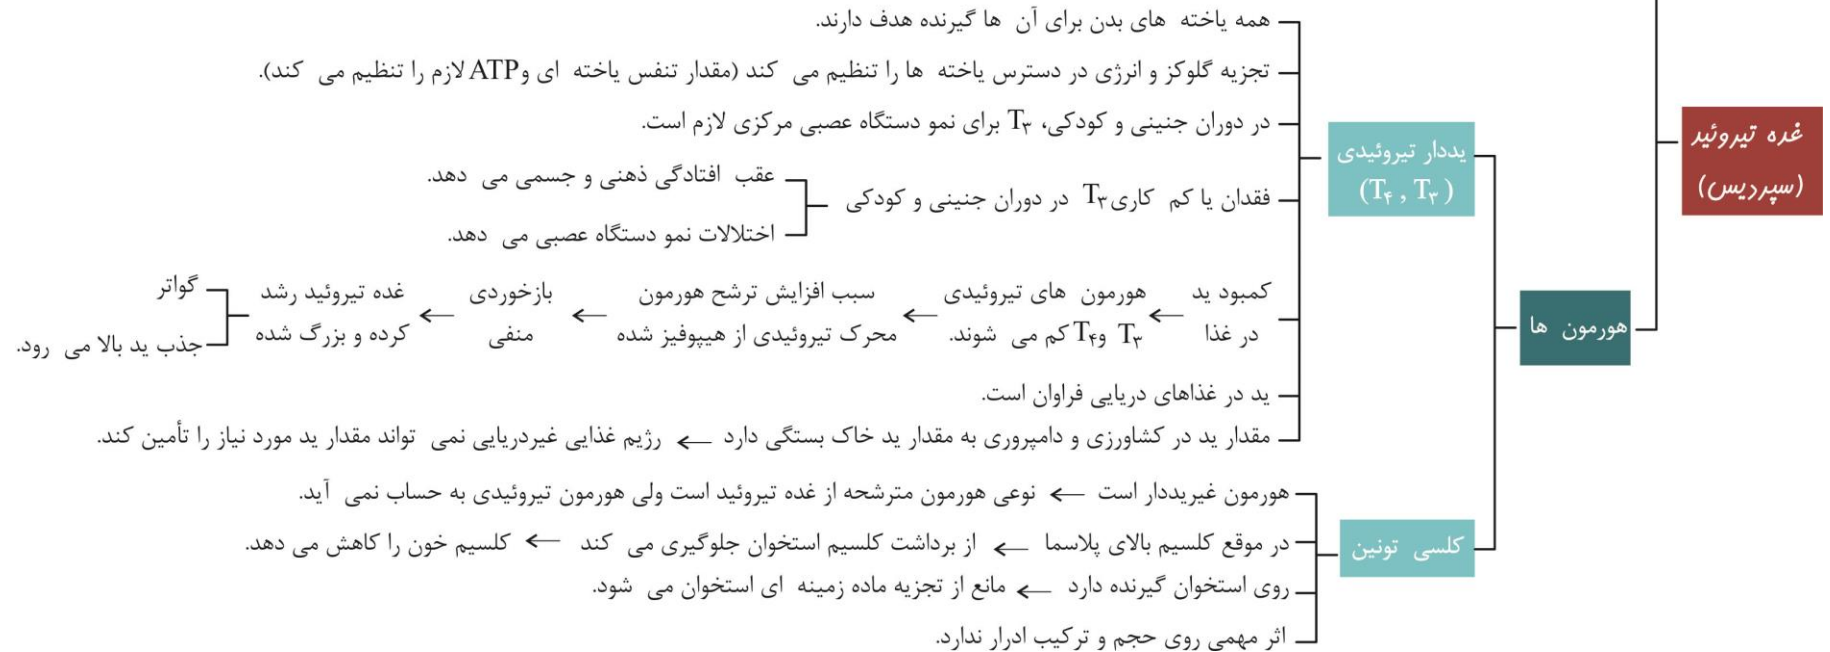 غده تیروئید
(سپردیس)
هورمون ها
یددار تیروئیدی
(T۴ , T۳)
همه یاخته های بدن برای آن ها گیرنده هدف دارند.
تجزیه گلوکز و انرژی در دسترس یاخته ها را تنظیم می کند (مقدار تنفس یاخته ای وATP لازم را تنظیم می کند).
در دوران جنینی و کودکی، T۳ برای نمو دستگاه عصبی مرکزی لازم است.
فقدان یا کم کاری T۳ در دوران جنینی و کودکی
عقب افتادگی ذهنی و جسمی می دهد.
اختلالات نمو دستگاه عصبی می دهد.
کمبود ید
در غذا
←
هورمون های تیروئیدی
T۳ وT۴ کم می شوند.
←
سبب افزایش ترشح هورمون
محرک تیروئیدی از هیپوفیز شده
←
بازخوردی
منفی
←
غده تیروئید رشد
کرده و بزرگ شده
گواتر
جذب ید بالا می رود.
ید در غذاهای دریایی فراوان است.
مقدار ید در کشاورزی و دامپروری به مقدار ید خاک بستگی دارد ← رژیم غذایی غیردریایی نمی تواند مقدار ید مورد نیاز را تأمین کند.
کلسی تونین
هورمون غیریددار است ← نوعی هورمون مترشحه از غده تیروئید است ولی هورمون تیروئیدی به حساب نمی آید.
در موقع کلسیم بالای پلاسما ← از برداشت کلسیم استخوان جلوگیری می کند ← کلسیم خون را کاهش می دهد.
روی استخوان گیرنده دارد ← مانع از تجزیه ماده زمینه ای استخوان می شود.
اثر مهمی روی حجم و ترکیب ادرار ندارد.